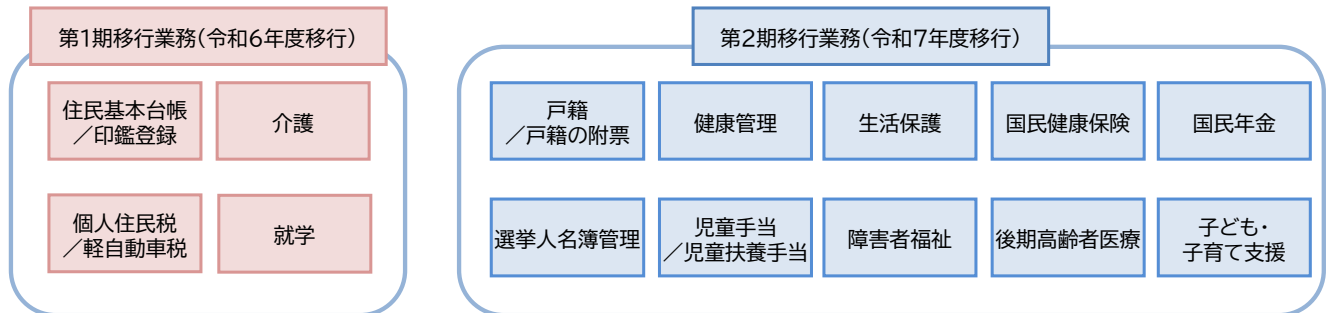 第1期移行業務(令和6年度移行)
住民基本台帳
／印鑑登録
介護
個人住民税
／軽自動車税
就学
第2期移行業務(令和7年度移行)
戸籍
／戸籍の附票
健康管理
生活保護
国民健康保険
国民年金
選挙人名簿管理
児童手当
／児童扶養手当
障害者福祉
後期高齢者医療
子ども・
子育て支援